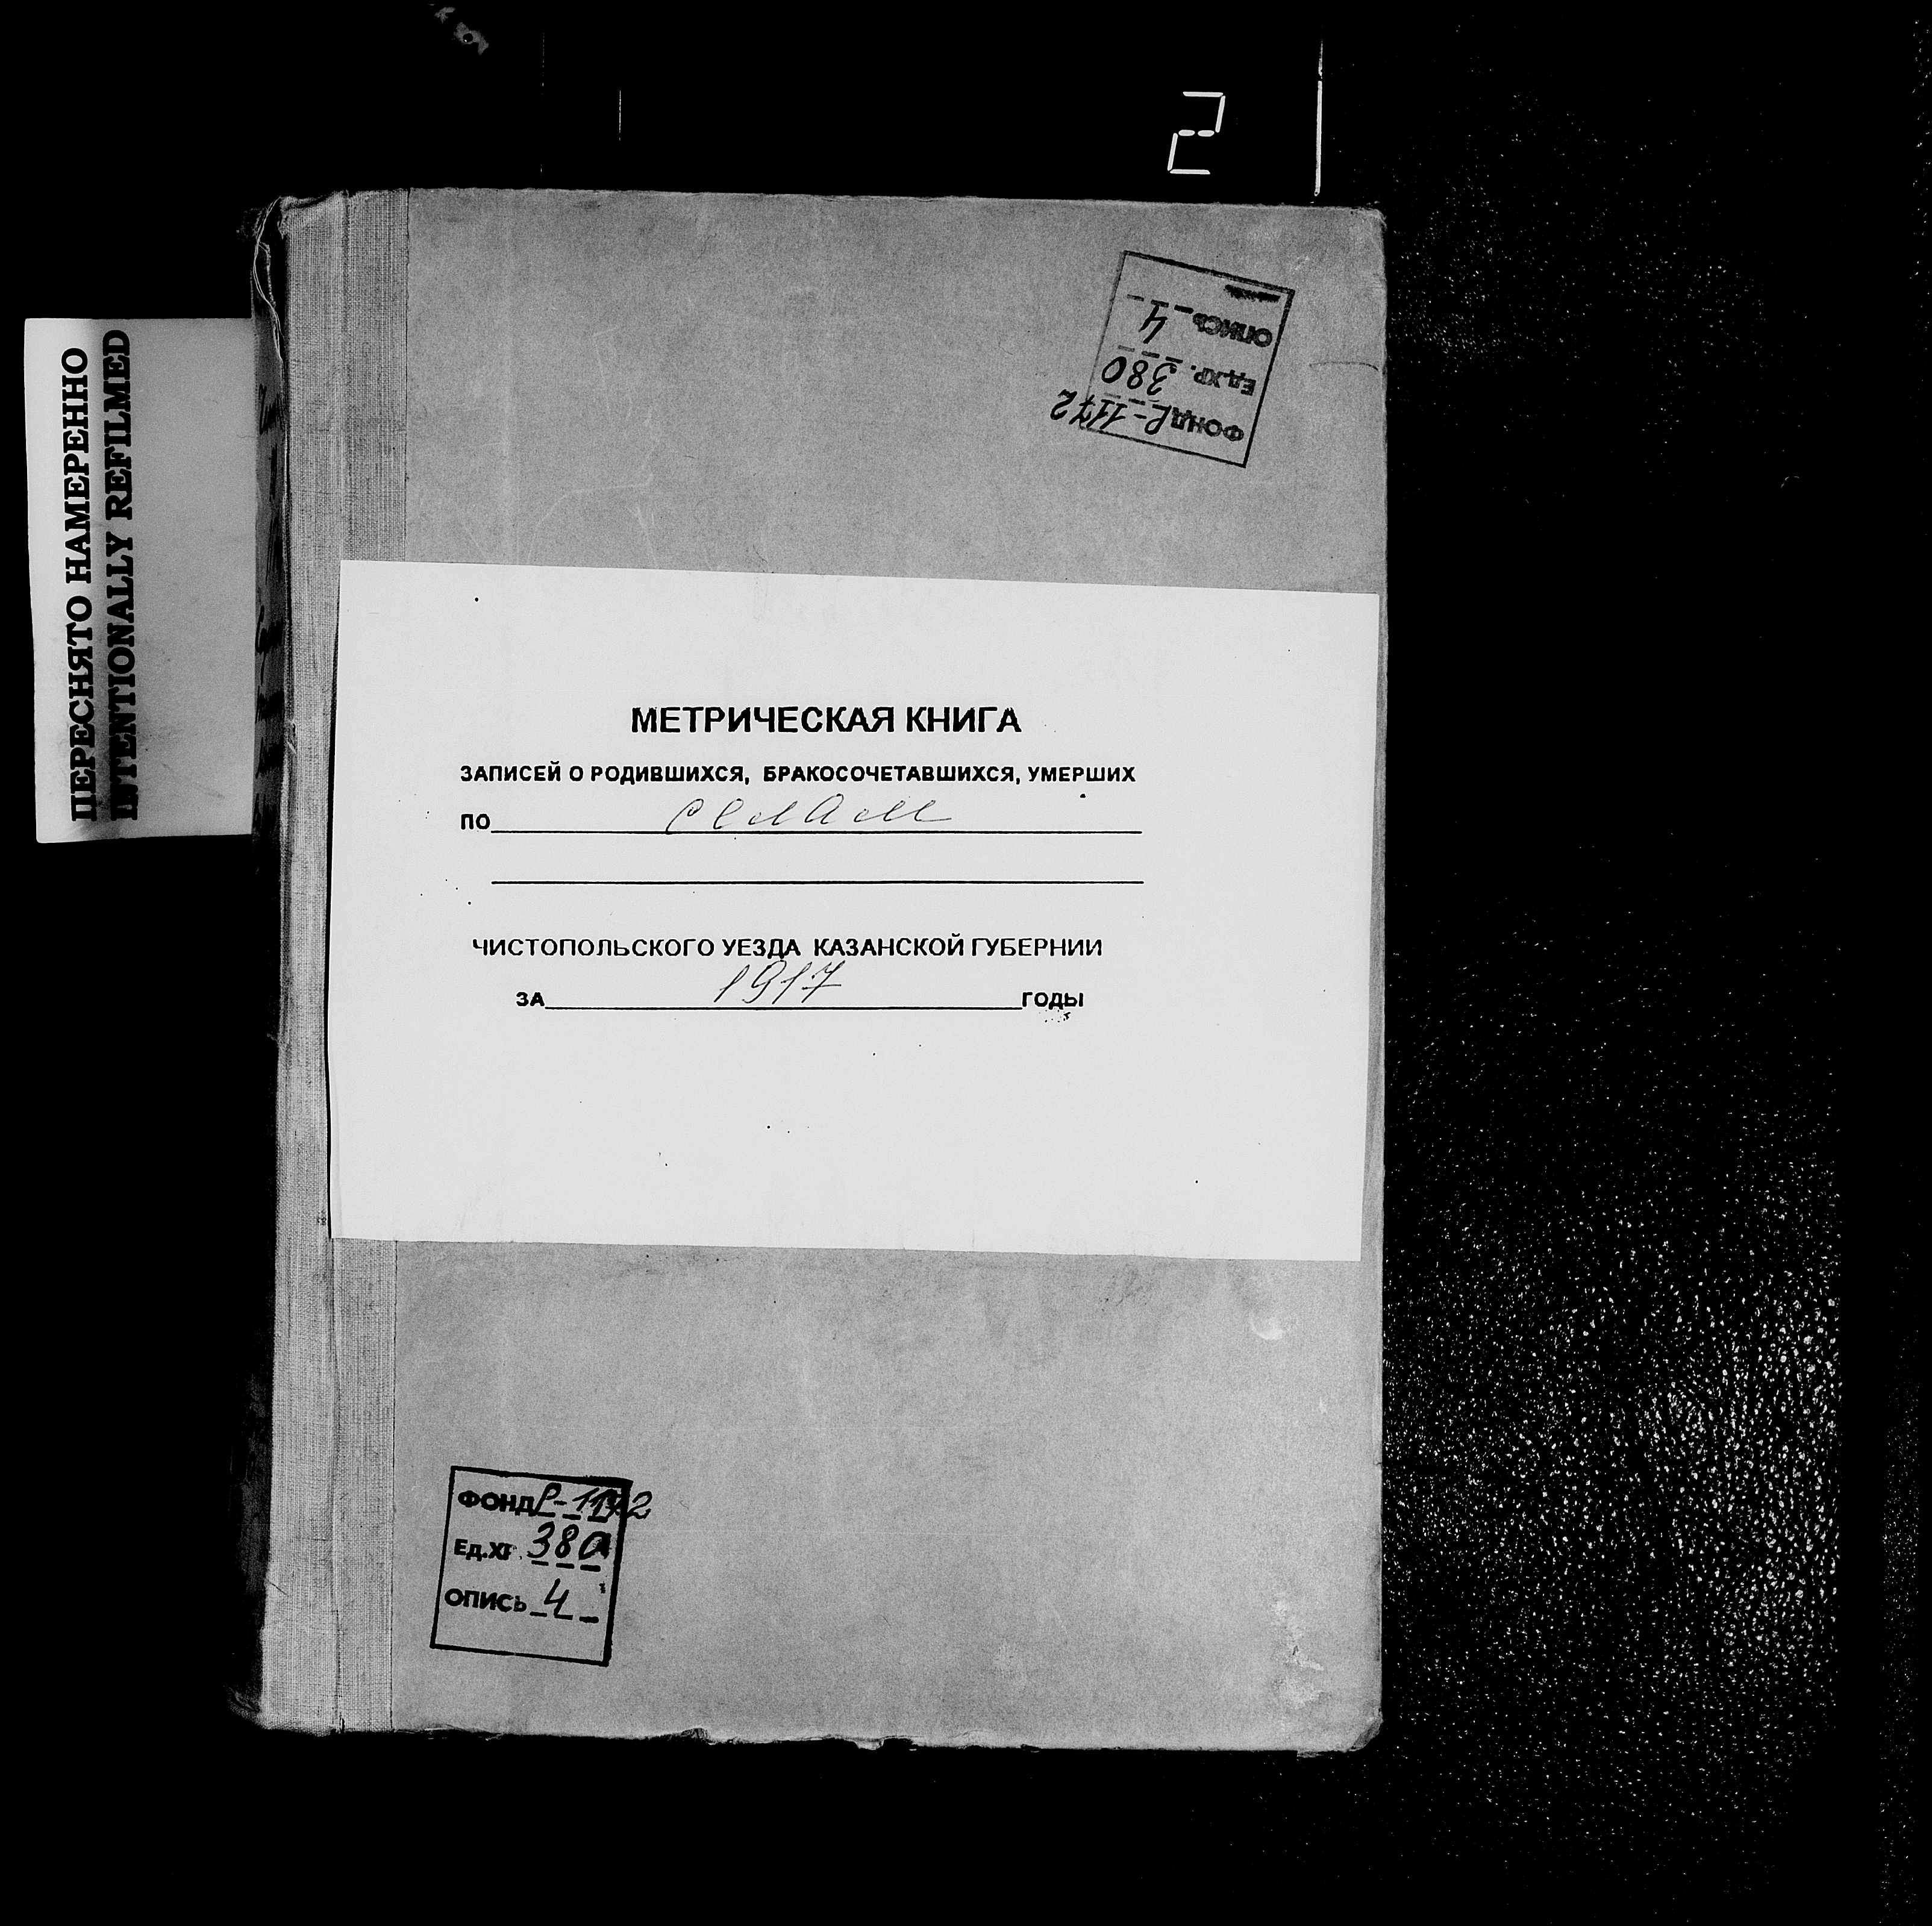 2
ПЕРЕСНЯТО НАМЕРЕННО
INTENTIONALLY REFILMED
ФОНД Р-1172
Ед.ХР. 380
ОПИСЬ 4
МЕТРИЧЕСКАЯ КНИГА
ЗАПИСЕЙ О РОДИВШИХСЯ, БРАКОСОЧЕТАВШИХСЯ, УМЕРШИХ
ПО селам
ЧИСТОПОЛЬСКОГО УЕЗДА КАЗАНСКОЙ ГУБЕРНИИ
ЗА 1917 ГОДЫ
ФОНД Р-1172
Ед.ХР. 380
ОПИСЬ 4